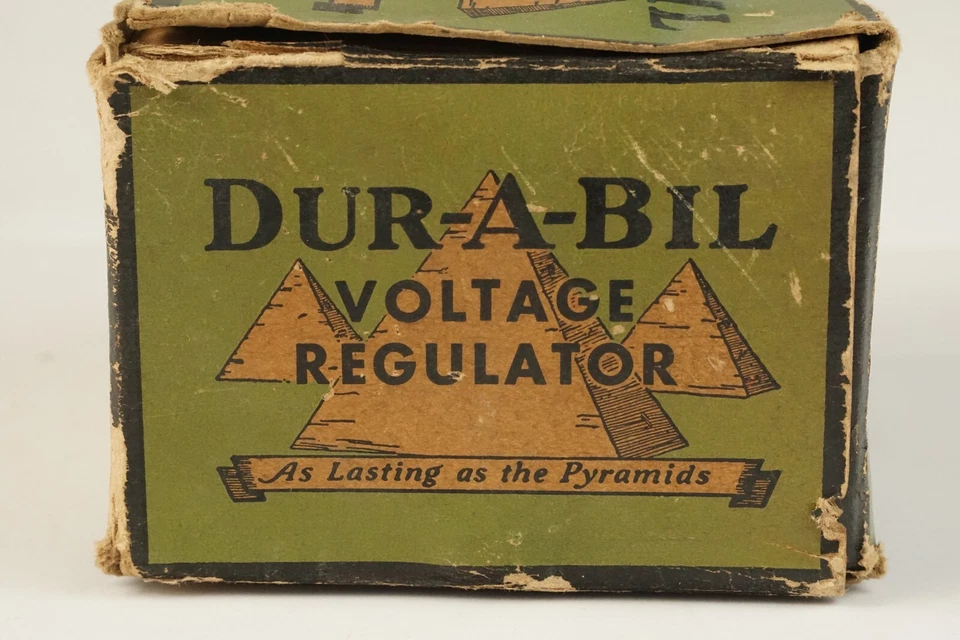 DUR-A-BIL
VOLTAGE
REGULATOR
As Lasting as the Pyramids